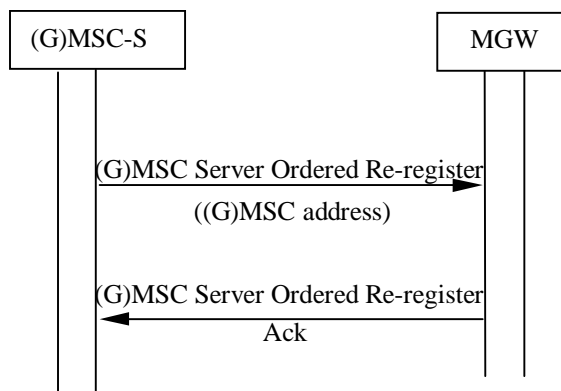 (G)MSC-S
MGW
(G)MSC Server Ordered Re-register
((G)MSC address)
(G)MSC Server Ordered Re-register
Ack